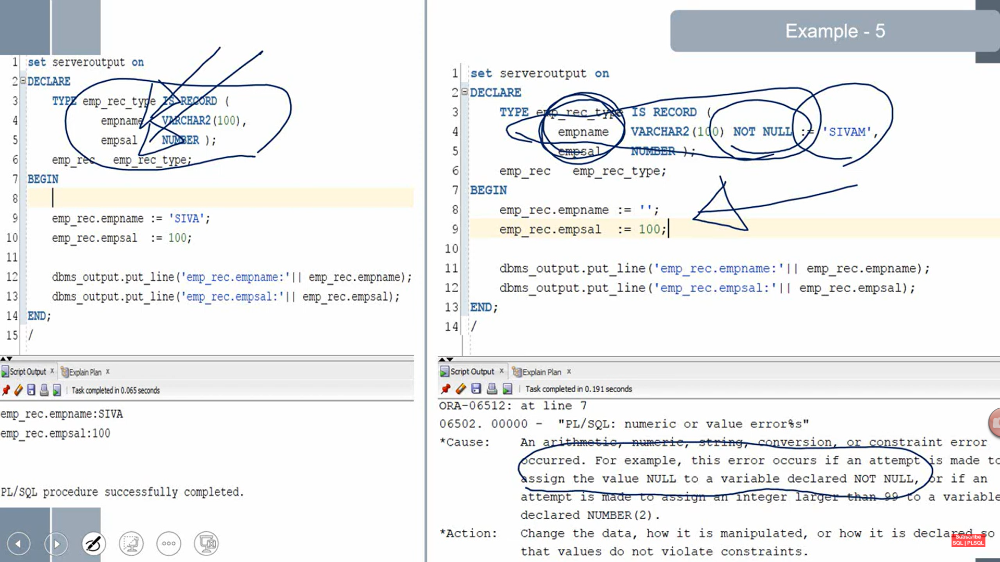 Example - 5
1 set serveroutput on
2 DECLARE
3 TYPE emp_rec_type IS RECORD (
4 empname VARCHAR2(100),
5 empsal NUMBER );
6 emp_rec emp_rec_type;
7 BEGIN
8
9 emp_rec.empname := 'SIVA';
10 emp_rec.empsal := 100;
11
12 dbms_output.put_line('emp_rec.empname:'|| emp_rec.empname);
13 dbms_output.put_line('emp_rec.empsal:'|| emp_rec.empsal);
14 END;
15 /
Script Output x Explain Plan x
Task completed in 0.065 seconds
emp_rec.empname:SIVA
emp_rec.empsal:100
PL/SQL procedure successfully completed.
1 set serveroutput on
2 DECLARE
3 TYPE emp_rec_type IS RECORD (
4 empname VARCHAR2(100) NOT NULL := 'SIVAM',
5 empsal NUMBER );
6 emp_rec emp_rec_type;
7 BEGIN
8 emp_rec.empname := '';
9 emp_rec.empsal := 100;
10
11 dbms_output.put_line('emp_rec.empname:'|| emp_rec.empname);
12 dbms_output.put_line('emp_rec.empsal:'|| emp_rec.empsal);
13 END;
14 /
Script Output x Explain Plan x
Task completed in 0.191 seconds
ORA-06512: at line 7
06502. 00000 - "PL/SQL: numeric or value error%s"
*Cause: An arithmetic, numeric, string, conversion, or constraint error
occurred. For example, this error occurs if an attempt is made to
assign the value NULL to a variable declared NOT NULL, or if an
attempt is made to assign an integer larger than 99 to a variable
declared NUMBER(2).
*Action: Change the data, how it is manipulated, or how it is declared so
that values do not violate constraints.
Subscribe
SQL | PLSQL